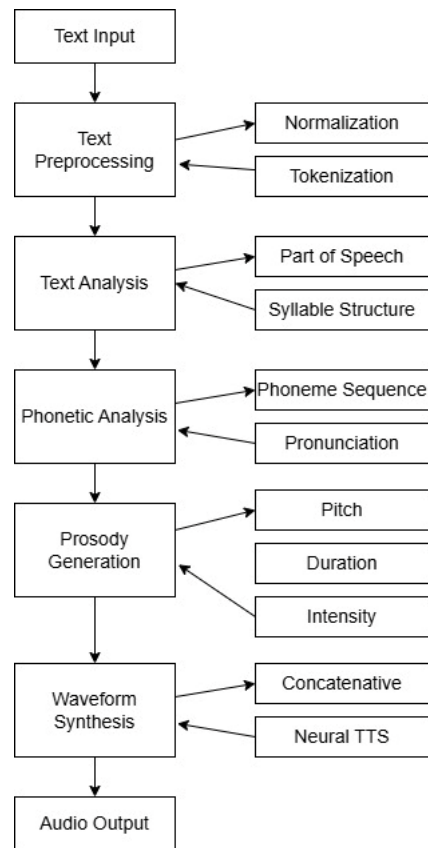 Text Input
Text
Preprocessing
Normalization
Tokenization
Text Analysis
Part of Speech
Syllable Structure
Phonetic Analysis
Phoneme Sequence
Pronunciation
Prosody
Generation
Pitch
Duration
Intensity
Waveform
Synthesis
Concatenative
Neural TTS
Audio Output